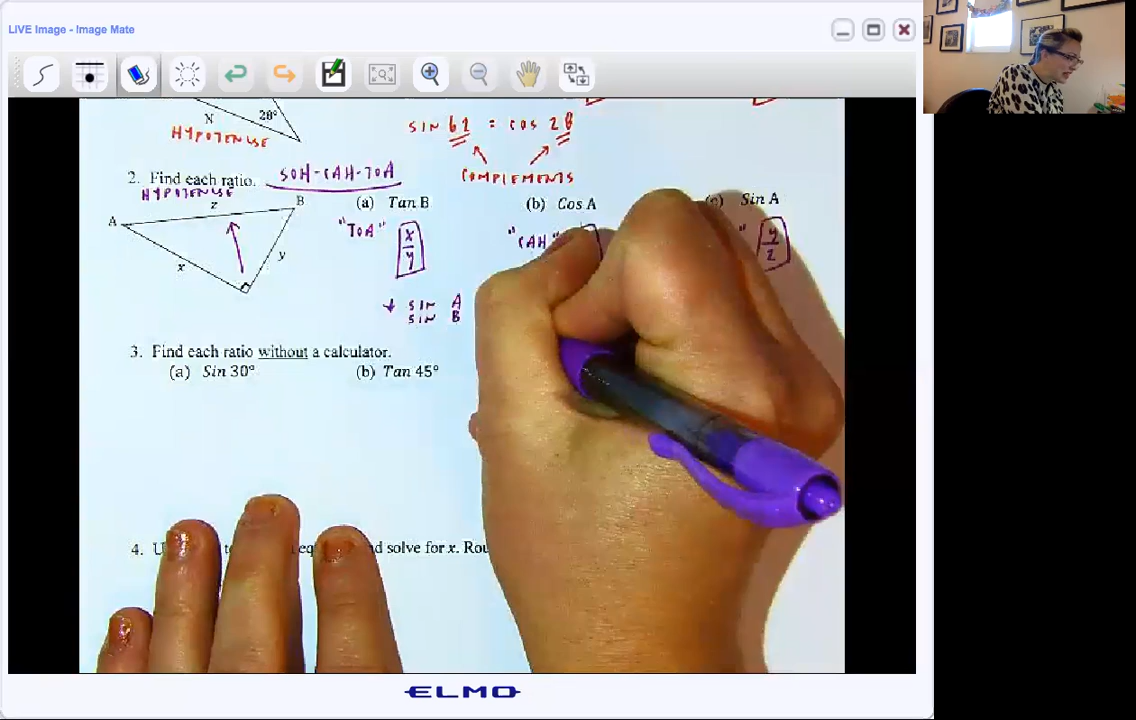 LIVE Image - Image Mate
N 28°
HYPOTENUSE
SIN 62 = COS 28
COMPLEMENTS
2. Find each ratio. SOH-CAH-TOA
HYPOTENUSE
A z B
x y
(a) Tan B
"TOA" x/y
(b) Cos A
"CAH"
(c) Sin A
" y/z
SIN A
SIN B
3. Find each ratio without a calculator.
(a) Sin 30° (b) Tan 45°
4. U
solve for x. Rou
ELMO